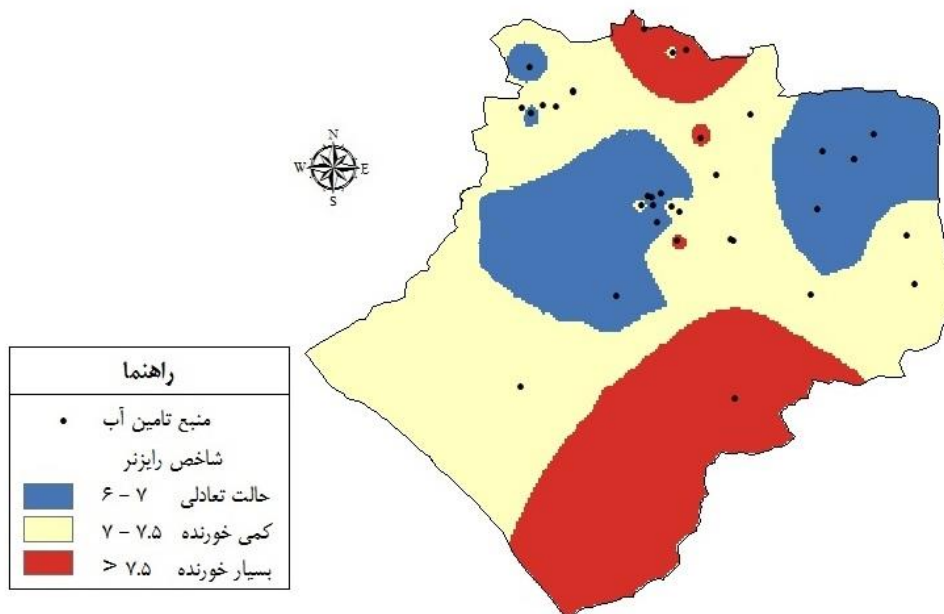 N
W E
S
راهنما
منبع تامین آب
شاخص رایزنر
حالت تعادلی ۶ – ۷
کمی خورنده ۷ – ۷.۵
بسیار خورنده ۷.۵ <